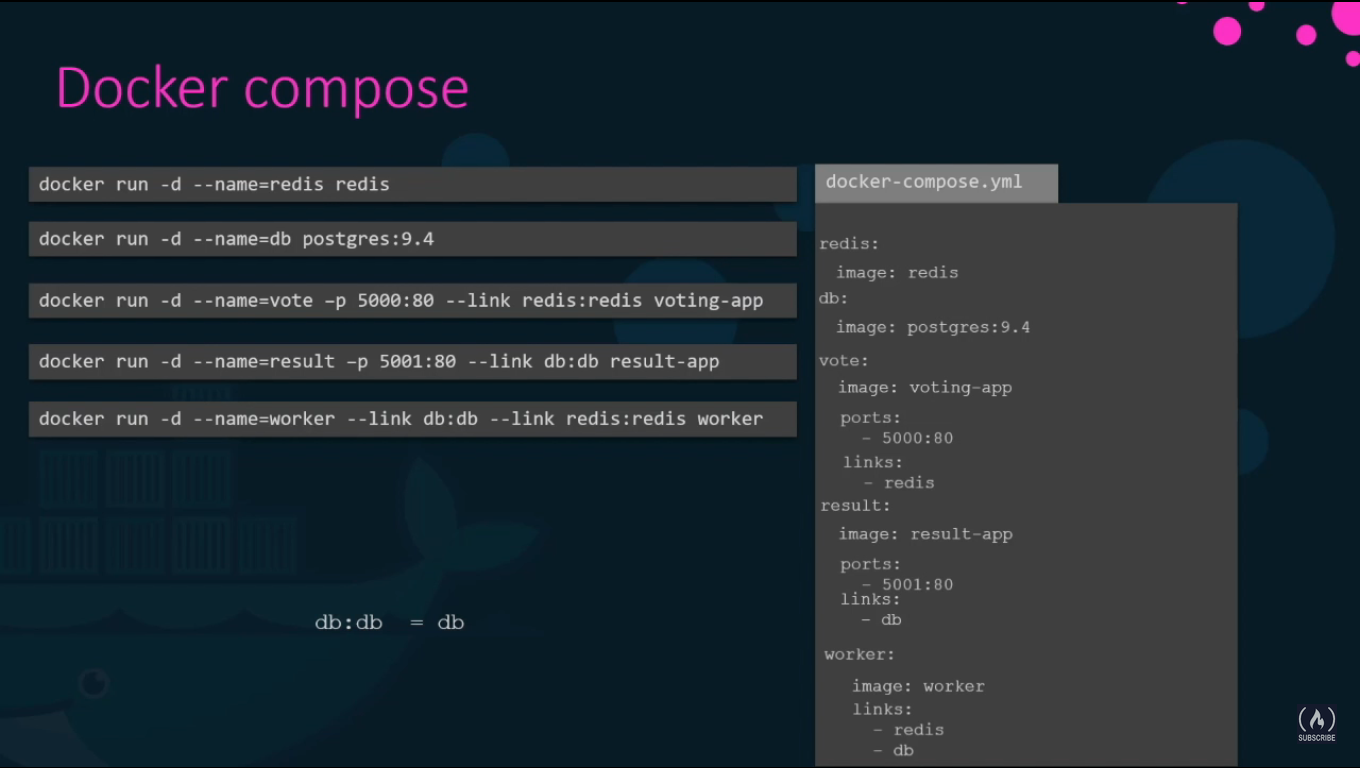 Docker compose
docker run -d --name=redis redis
docker run -d --name=db postgres:9.4
docker run -d --name=vote –p 5000:80 --link redis:redis voting-app
docker run -d --name=result –p 5001:80 --link db:db result-app
docker run -d --name=worker --link db:db --link redis:redis worker
db:db = db
docker-compose.yml
redis:
image: redis
db:
image: postgres:9.4
vote:
image: voting-app
ports:
- 5000:80
links:
- redis
result:
image: result-app
ports:
- 5001:80
links:
- db
worker:
image: worker
links:
- redis
- db
SUBSCRIBE